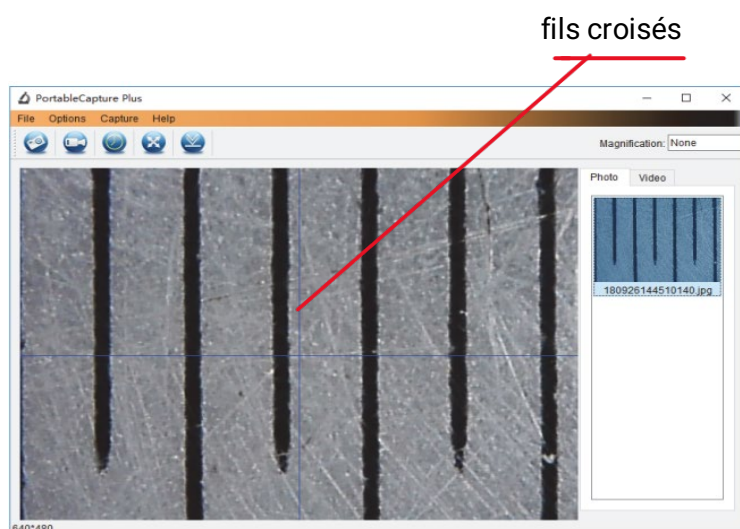 fils croisés
PortableCapture Plus
File Options Capture Help
Magnification: None
Photo Video
180926144510140.jpg
640*480